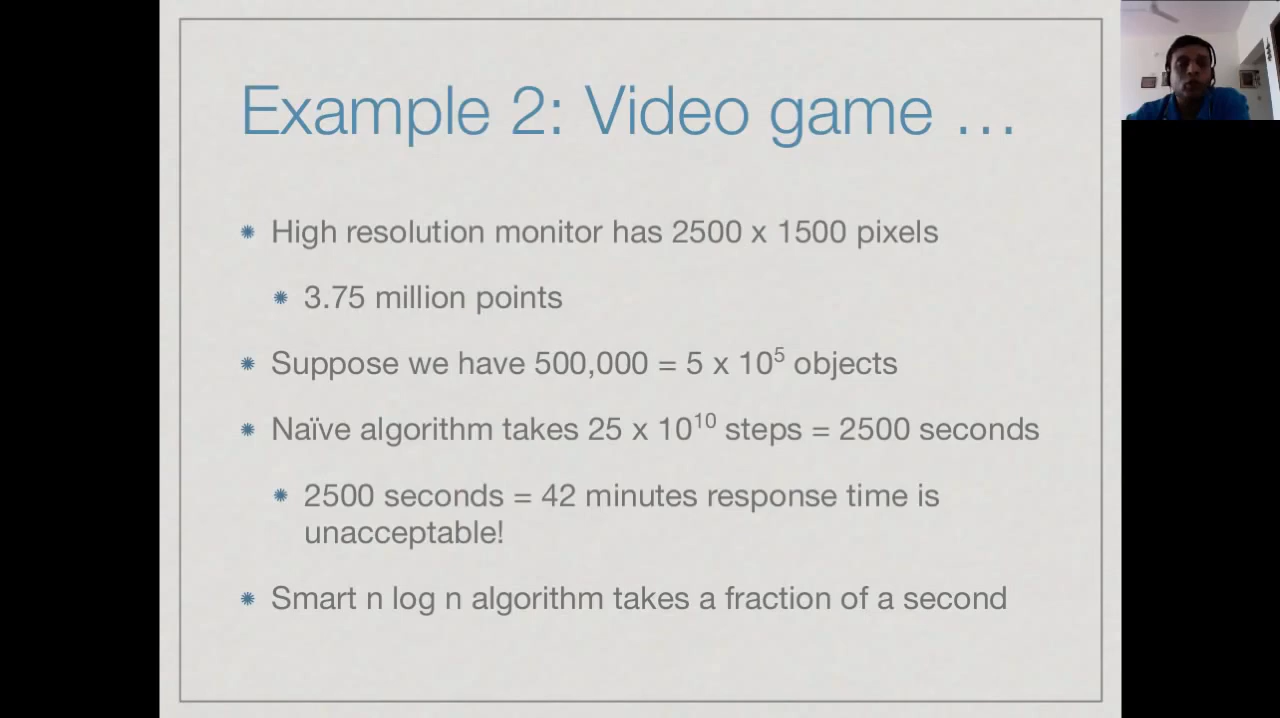 Example 2: Video game …
High resolution monitor has 2500 x 1500 pixels
3.75 million points
Suppose we have 500,000 = 5 x 10⁵ objects
Naïve algorithm takes 25 x 10¹⁰ steps = 2500 seconds
2500 seconds = 42 minutes response time is
unacceptable!
Smart n log n algorithm takes a fraction of a second